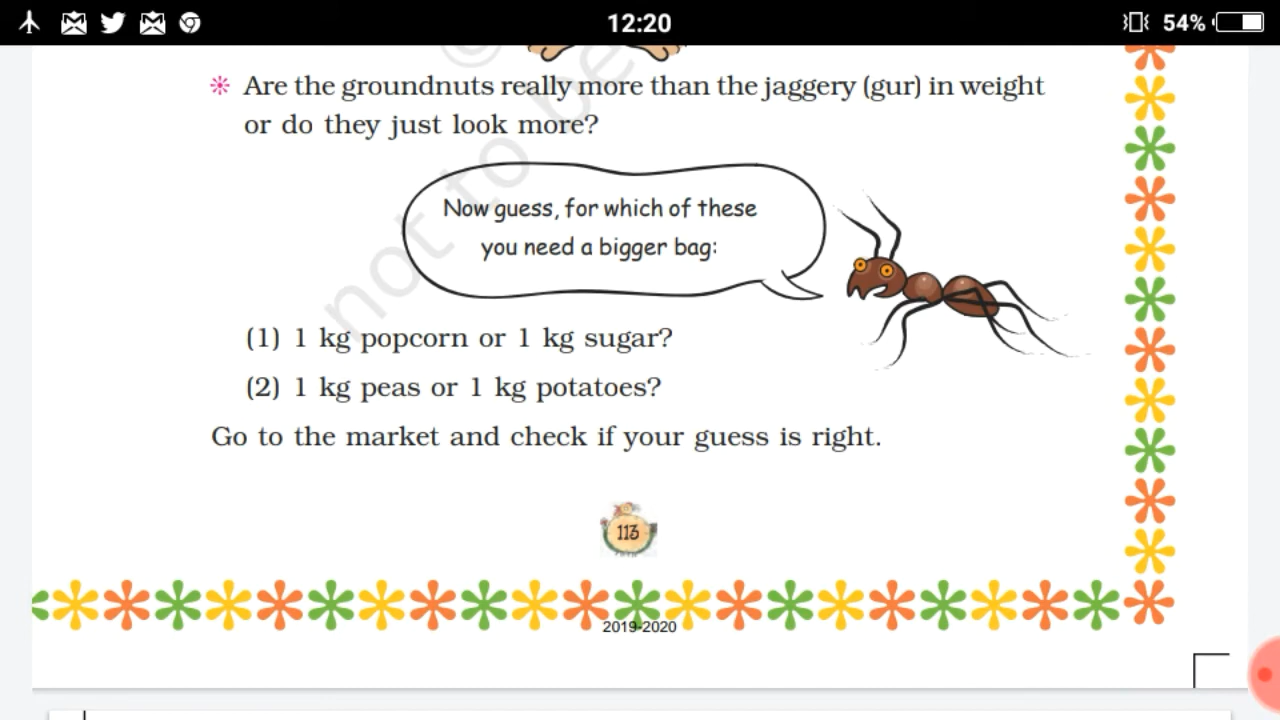 12:20
54%
Are the groundnuts really more than the jaggery (gur) in weight
or do they just look more?
Now guess, for which of these
you need a bigger bag:
(1) 1 kg popcorn or 1 kg sugar?
(2) 1 kg peas or 1 kg potatoes?
Go to the market and check if your guess is right.
113
2019-2020
not to be